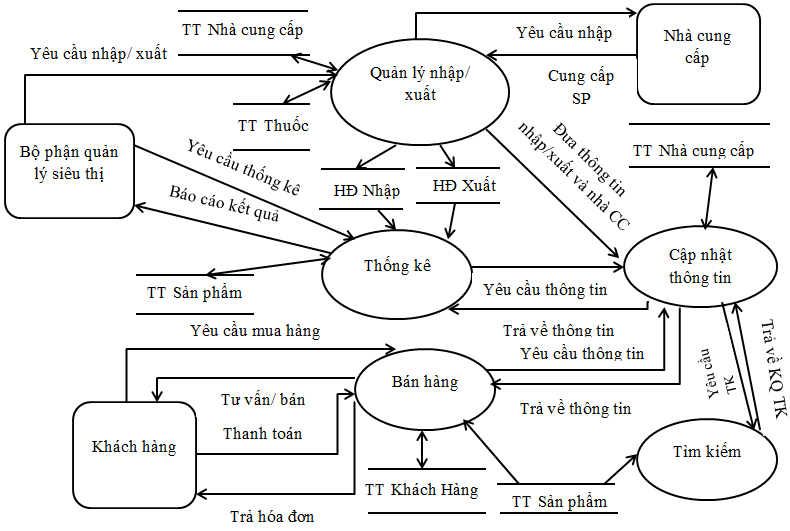 TT Nhà cung cấp
Yêu cầu nhập/ xuất
Quản lý nhập/
xuất
Yêu cầu nhập
Nhà cung
cấp
Cung cấp
SP
TT Thuốc
Bộ phận quản
lý siêu thị
Yêu cầu thống kê
Báo cáo kết quả
HĐ Nhập
HĐ Xuất
Đưa thông tin
nhập/xuất và nhà CC
TT Nhà cung cấp
Thống kê
Cập nhật
thông tin
TT Sản phẩm
Yêu cầu thông tin
Trả về thông tin
Yêu cầu mua hàng
Yêu cầu thông tin
Yêu cầu
TK
Trả về KQ TK
Bán hàng
Tư vấn/ bán
Trả về thông tin
Khách hàng
Thanh toán
Tìm kiếm
TT Khách Hàng
TT Sản phẩm
Trả hóa đơn